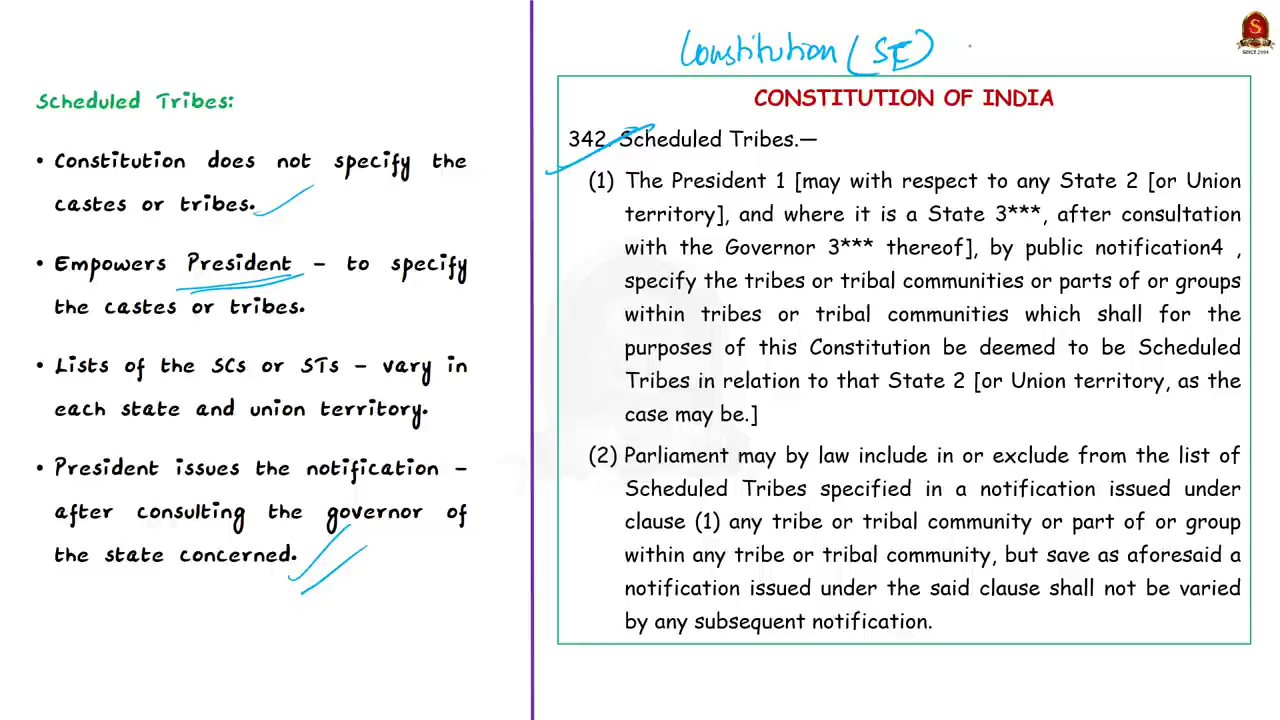 Constitution (SE)
S
SINCE 2004
Scheduled Tribes:
• Constitution does not specify the
castes or tribes.
• Empowers President – to specify
the castes or tribes.
• Lists of the SCs or STs – vary in
each state and union territory.
• President issues the notification –
after consulting the governor of
the state concerned.
CONSTITUTION OF INDIA
342. Scheduled Tribes.—
(1) The President 1 [may with respect to any State 2 [or Union
territory], and where it is a State 3***, after consultation
with the Governor 3*** thereof], by public notification4 ,
specify the tribes or tribal communities or parts of or groups
within tribes or tribal communities which shall for the
purposes of this Constitution be deemed to be Scheduled
Tribes in relation to that State 2 [or Union territory, as the
case may be.]
(2) Parliament may by law include in or exclude from the list of
Scheduled Tribes specified in a notification issued under
clause (1) any tribe or tribal community or part of or group
within any tribe or tribal community, but save as aforesaid a
notification issued under the said clause shall not be varied
by any subsequent notification.